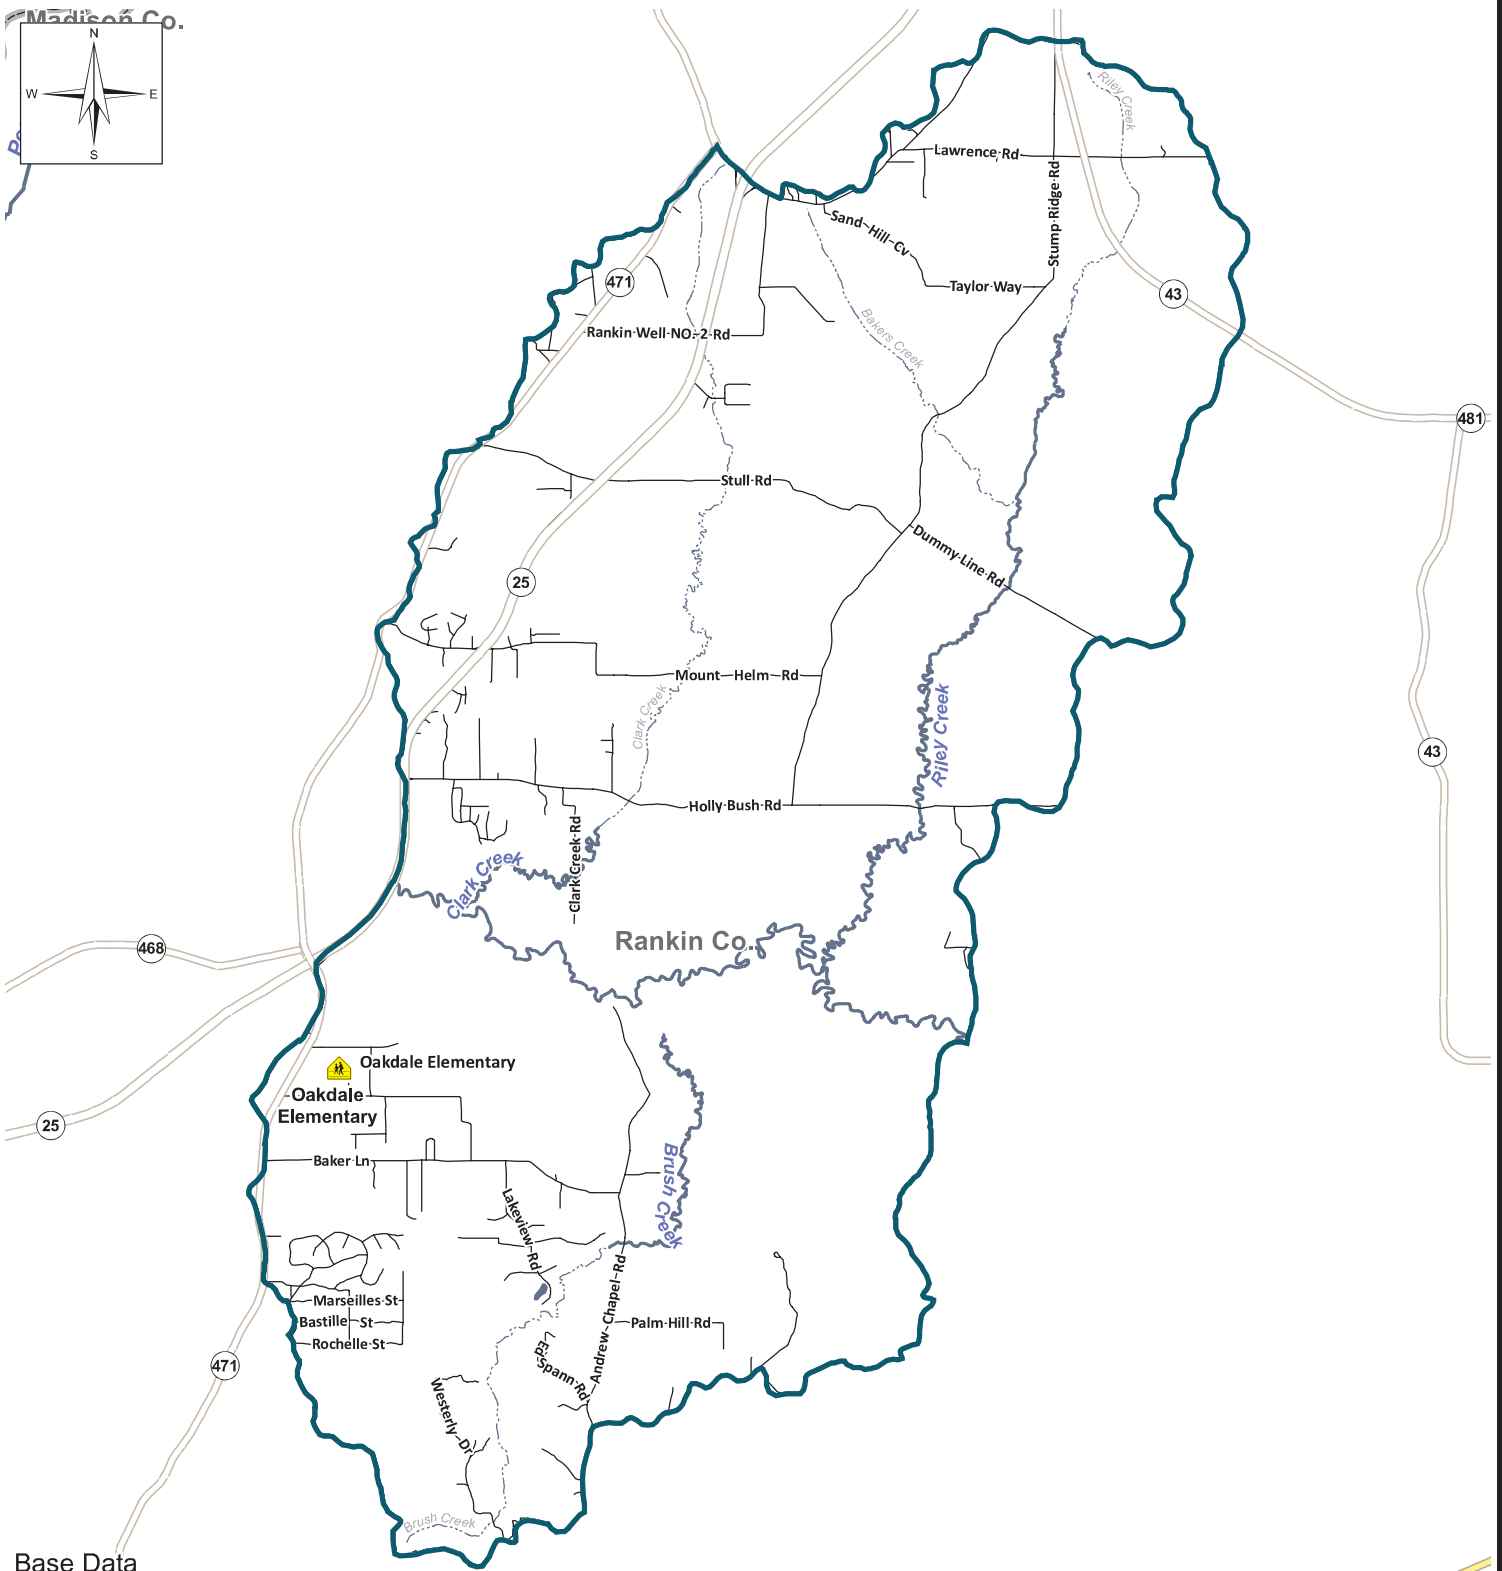 Madison Co.
N
W
E
S
Riley Creek
Lawrence Rd
Stump Ridge Rd
Sand Hill Cv
Taylor Way
471
43
Rankin Well NO. 2 Rd
Bakers Creek
481
Stull Rd
Dummy Line Rd
25
Mount Helm Rd
Clark Creek
Riley Creek
43
Holly Bush Rd
Clark Creek Rd
Clark Creek
Rankin Co.
468
Oakdale Elementary
Oakdale
Elementary
25
Baker Ln
Brush Creek
Lakeview Rd
Andrew Chapel Rd
Marseilles St
Bastille St
Rochelle St
Palm Hill Rd
Ed Spann Rd
471
Westerly Dr
Brush Creek
Base Data